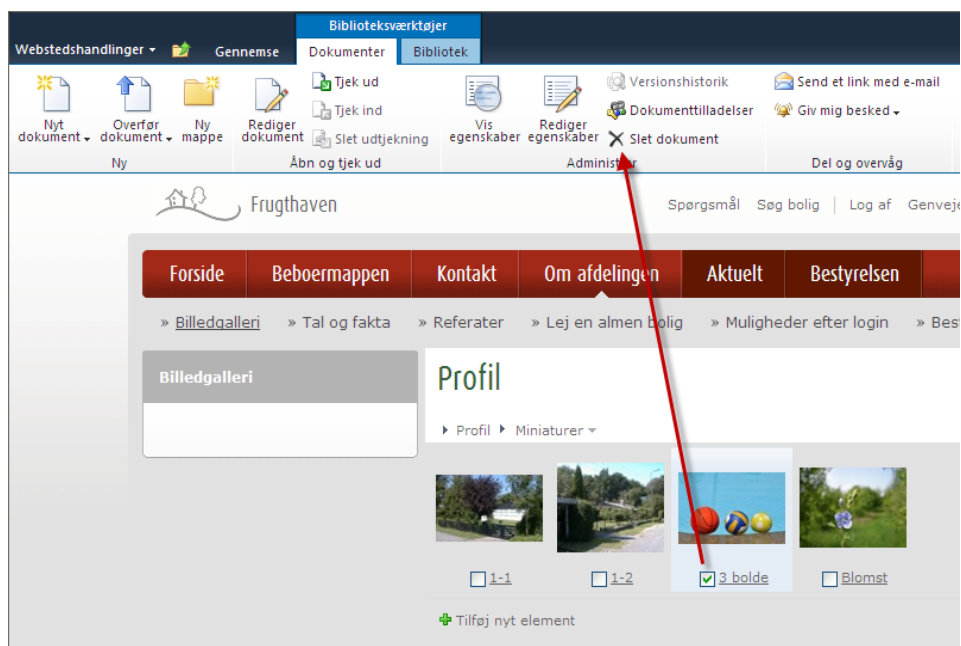 Biblioteksværktøjer
Webstedshandlinger Gennemse Dokumenter Bibliotek
Nyt dokument
Overfør dokument
Ny mappe
Ny
Rediger dokument
Tjek ud
Tjek ind
Slet udtjekning
Åbn og tjek ud
Vis egenskaber
Rediger egenskaber
Versionshistorik
Dokumenttilladelser
Slet dokument
Administrer
Send et link med e-mail
Giv mig besked
Del og overvåg
Frugthaven
Spørgsmål Søg bolig | Log af Genveje
Forside Beboermappen Kontakt Om afdelingen Aktuelt Bestyrelsen
» Billedgalleri » Tal og fakta » Referater » Lej en almen bolig » Muligheder efter login » Bes
Billedgalleri
Profil
Profil Miniaturer
1-1 1-2 3 bolde Blomst
Tilføj nyt element